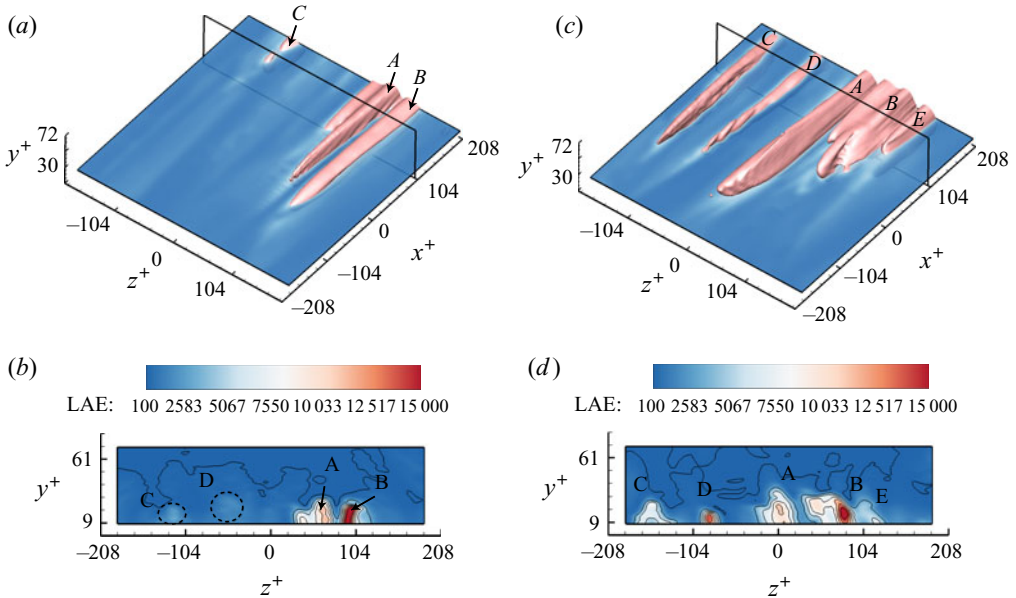 (a)
C
A
B
72
y+
30
208
104
0
x+
–104
–208
–104
0
z+
104
(c)
C
D
A
B
E
72
y+
30
208
104
0
x+
–104
–208
–104
0
z+
104
(b)
LAE: 100 2583 5067 7550 10 033 12 517 15 000
61
y+
9
C
D
A
B
–208 –104 0 104 208
z+
(d)
LAE: 100 2583 5067 7550 10 033 12 517 15 000
61
y+
9
C
D
A
B
E
–208 –104 0 104 208
z+